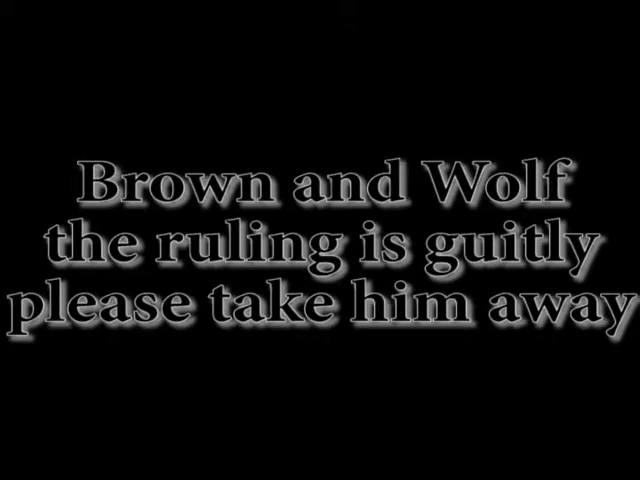 Brown and Wolf
the ruling is guitly
please take him away